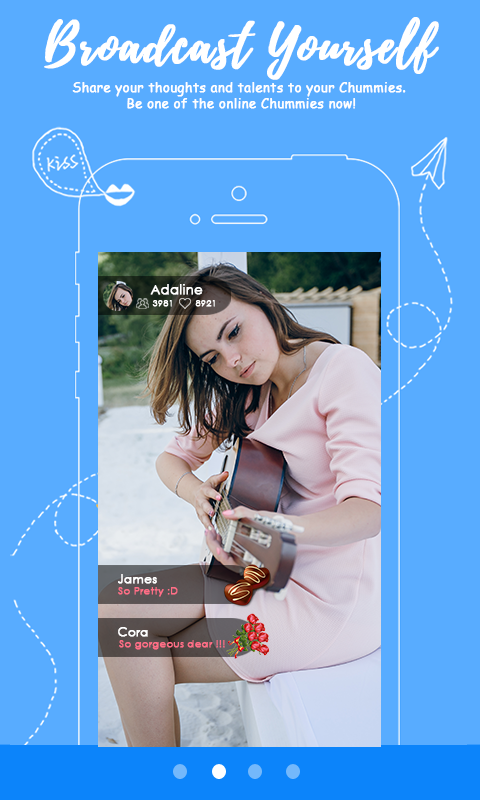 Broadcast Yourself
Share your thoughts and talents to your Chummies.
Be one of the online Chummies now!
Kiss
Adaline
3981 8921
James
So Pretty :D
Cora
So gorgeous dear !!!